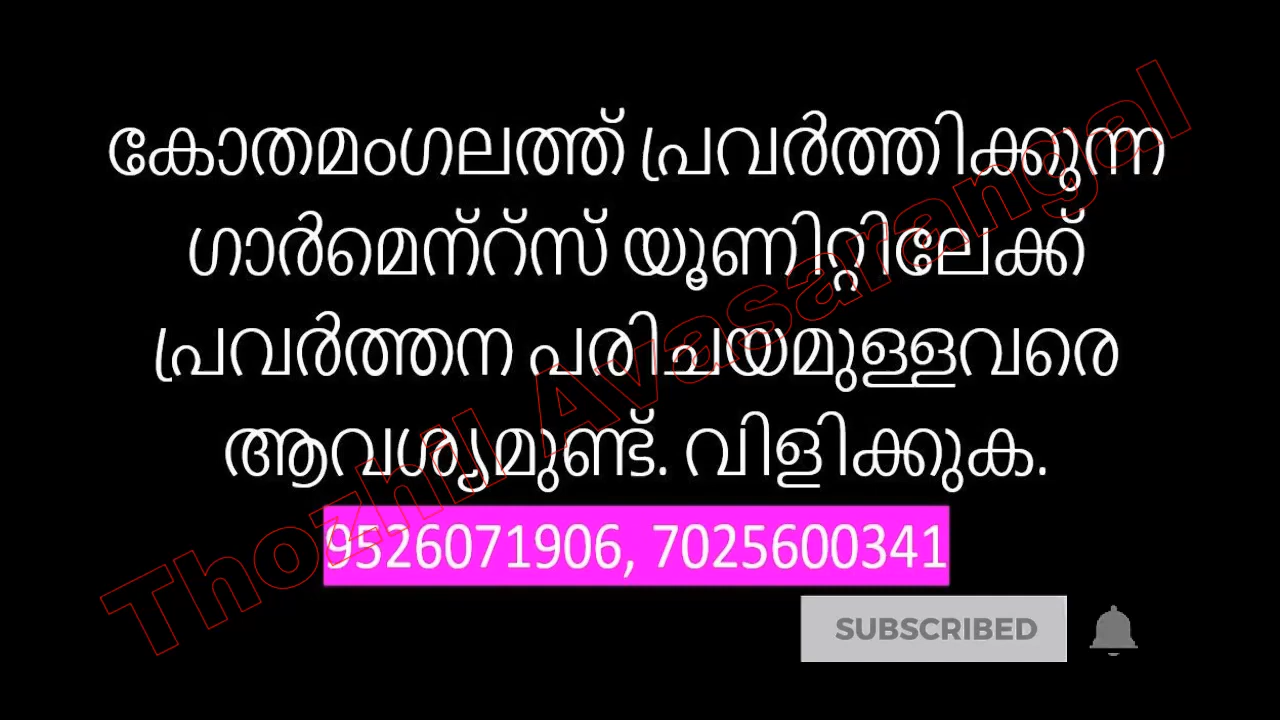 കോതമംഗലത്ത് പ്രവർത്തിക്കുന്ന
ഗാർമെന്റ്സ് യൂണിറ്റിലേക്ക്
പ്രവർത്തന പരിചയമുള്ളവരെ
ആവശ്യമുണ്ട്. വിളിക്കുക.
9526071906, 7025600341
Thozhil Avasarangal
SUBSCRIBED